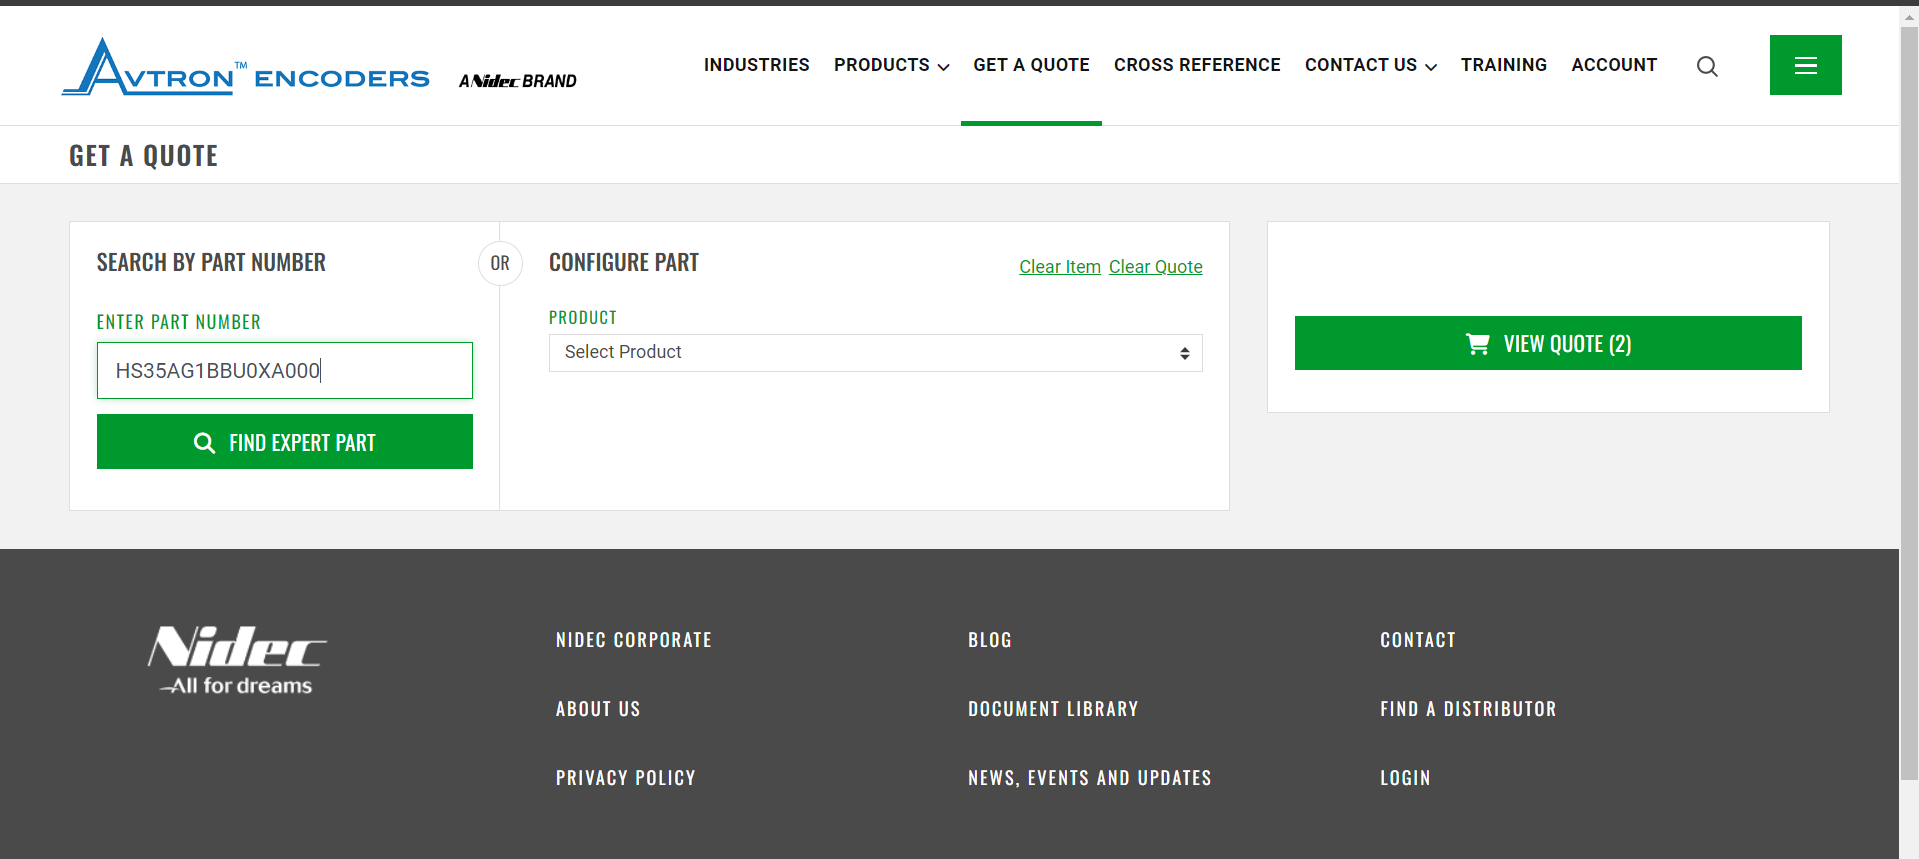 AVTRON™ ENCODERS A Nidec BRAND
INDUSTRIES PRODUCTS GET A QUOTE CROSS REFERENCE CONTACT US TRAINING ACCOUNT
GET A QUOTE
SEARCH BY PART NUMBER
ENTER PART NUMBER
HS35AG1BBU0XA000
FIND EXPERT PART
OR
CONFIGURE PART
Clear Item Clear Quote
PRODUCT
Select Product
VIEW QUOTE (2)
Nidec
All for dreams
NIDEC CORPORATE
ABOUT US
PRIVACY POLICY
BLOG
DOCUMENT LIBRARY
NEWS, EVENTS AND UPDATES
CONTACT
FIND A DISTRIBUTOR
LOGIN